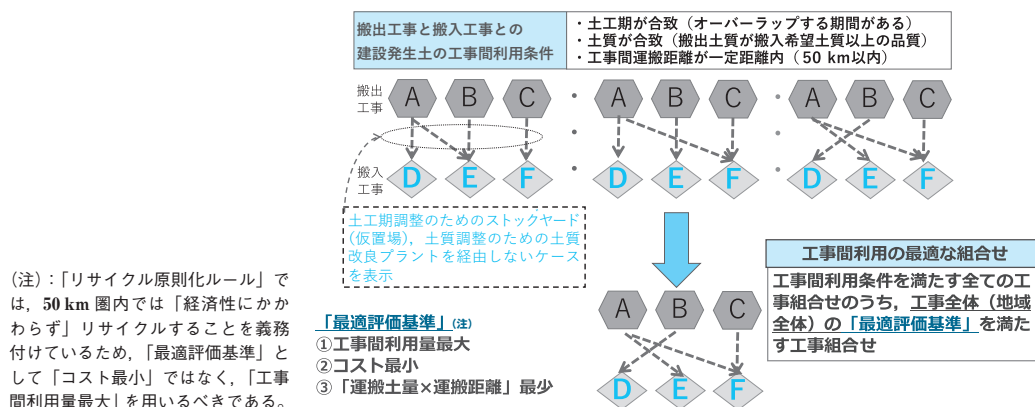 搬出工事と搬入工事との
建設発生土の工事間利用条件
・土工期が合致（オーバーラップする期間がある）
・土質が合致（搬出土質が搬入希望土質以上の品質）
・工事間運搬距離が一定距離内（50 km以内）
搬出
工事
A B C ・ A B C ・ A B C
・ ・
搬入
工事
D E F ・ D E F ・ D E F
土工期調整のためのストックヤード
(仮置場)，土質調整のための土質
改良プラントを経由しないケース
を表示
工事間利用の最適な組合せ
工事間利用条件を満たす全ての工
事組合せのうち，工事全体（地域
全体）の「最適評価基準」を満た
す工事組合せ
A B C
D E F
「最適評価基準」(注)
①工事間利用量最大
②コスト最小
③「運搬土量×運搬距離」最少
(注)：「リサイクル原則化ルール」で
は，50 km 圏内では「経済性にかか
わらず」リサイクルすることを義務
付けているため，「最適評価基準」と
して「コスト最小」ではなく，「工事
間利用量最大」を用いるべきである。